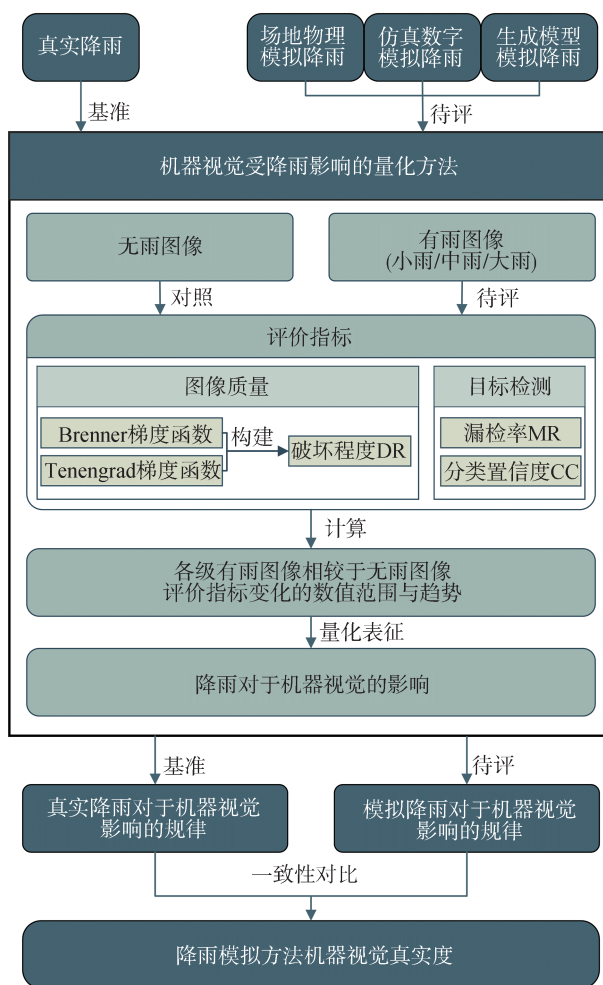 真实降雨
场地物理
模拟降雨
仿真数字
模拟降雨
生成模型
模拟降雨
基准
待评
机器视觉受降雨影响的量化方法
无雨图像
有雨图像
(小雨/中雨/大雨)
对照
待评
评价指标
图像质量
目标检测
Brenner梯度函数
构建
破坏程度DR
漏检率MR
Tenengrad梯度函数
分类置信度CC
计算
各级有雨图像相较于无雨图像
评价指标变化的数值范围与趋势
量化表征
降雨对于机器视觉的影响
基准
待评
真实降雨对于机器视觉
影响的规律
模拟降雨对于机器视觉
影响的规律
一致性对比
降雨模拟方法机器视觉真实度